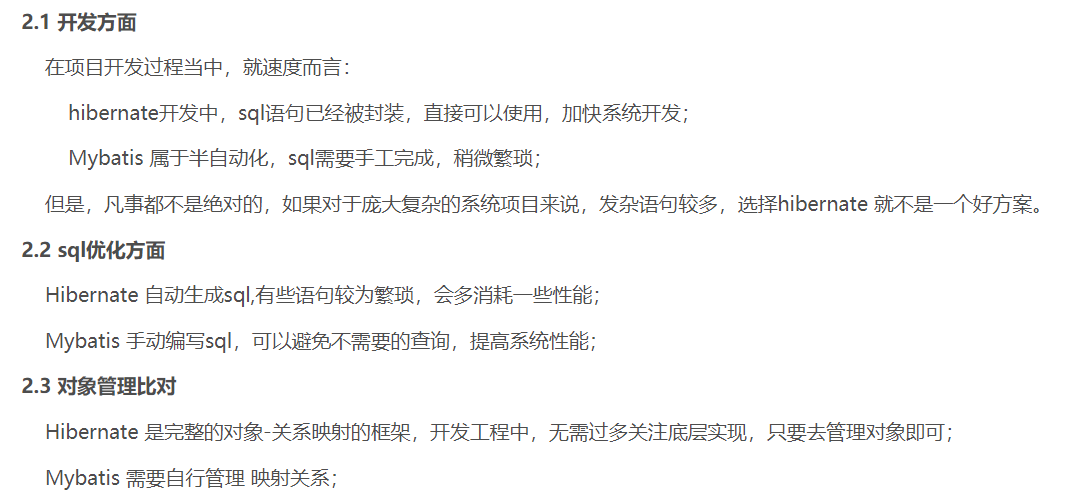 2.1 开发方面
在项目开发过程当中，就速度而言：
hibernate开发中，sql语句已经被封装，直接可以使用，加快系统开发；
Mybatis 属于半自动化，sql需要手工完成，稍微繁琐；
但是，凡事都不是绝对的，如果对于庞大复杂的系统项目来说，发杂语句较多，选择hibernate 就不是一个好方案。
2.2 sql优化方面
Hibernate 自动生成sql,有些语句较为繁琐，会多消耗一些性能；
Mybatis 手动编写sql，可以避免不需要的查询，提高系统性能；
2.3 对象管理比对
Hibernate 是完整的对象-关系映射的框架，开发工程中，无需过多关注底层实现，只要去管理对象即可；
Mybatis 需要自行管理 映射关系；